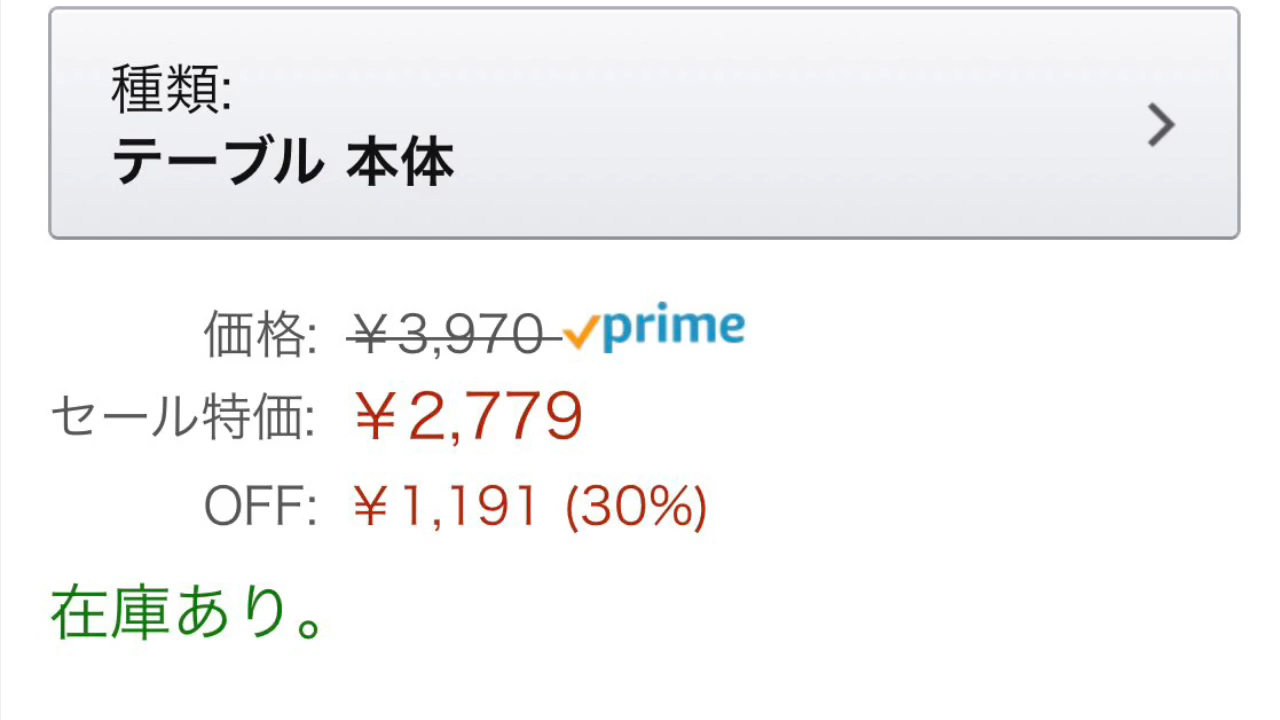 種類:
テーブル 本体
価格: ￥3,970 prime
セール特価: ￥2,779
OFF: ￥1,191 (30%)
在庫あり。